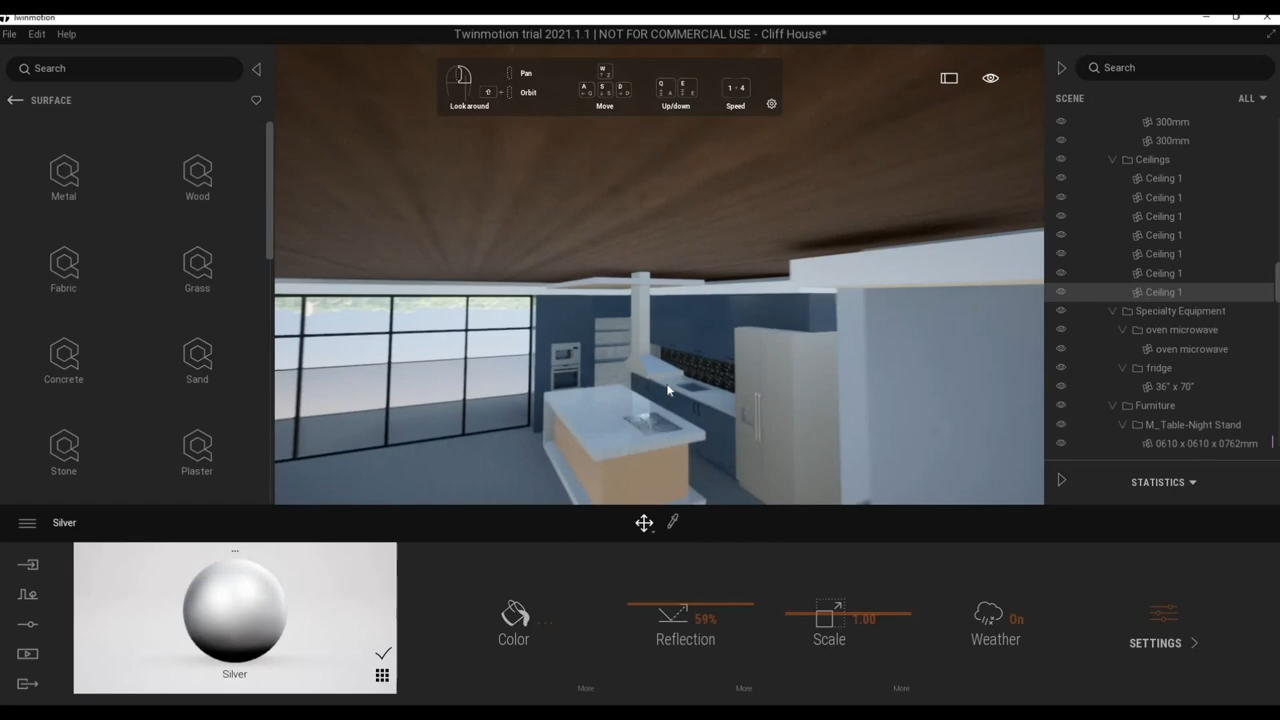 Twinmotion
File Edit Help
Twinmotion trial 2021.1.1 | NOT FOR COMMERCIAL USE - Cliff House*
Search
SURFACE
Metal
Wood
Fabric
Grass
Concrete
Sand
Stone
Plaster
Look around
Pan
Orbit
W
A S D
Move
Q E
Up/down
1 - 4
Speed
Search
SCENE
ALL
300mm
300mm
Ceilings
Ceiling 1
Ceiling 1
Ceiling 1
Ceiling 1
Ceiling 1
Ceiling 1
Ceiling 1
Specialty Equipment
oven microwave
oven microwave
fridge
36" x 70"
Furniture
M_Table-Night Stand
0610 x 0610 x 0762mm
STATISTICS
Silver
...
Silver
Color
...
Reflection
59%
Scale
1.00
Weather
On
SETTINGS
More
More
More